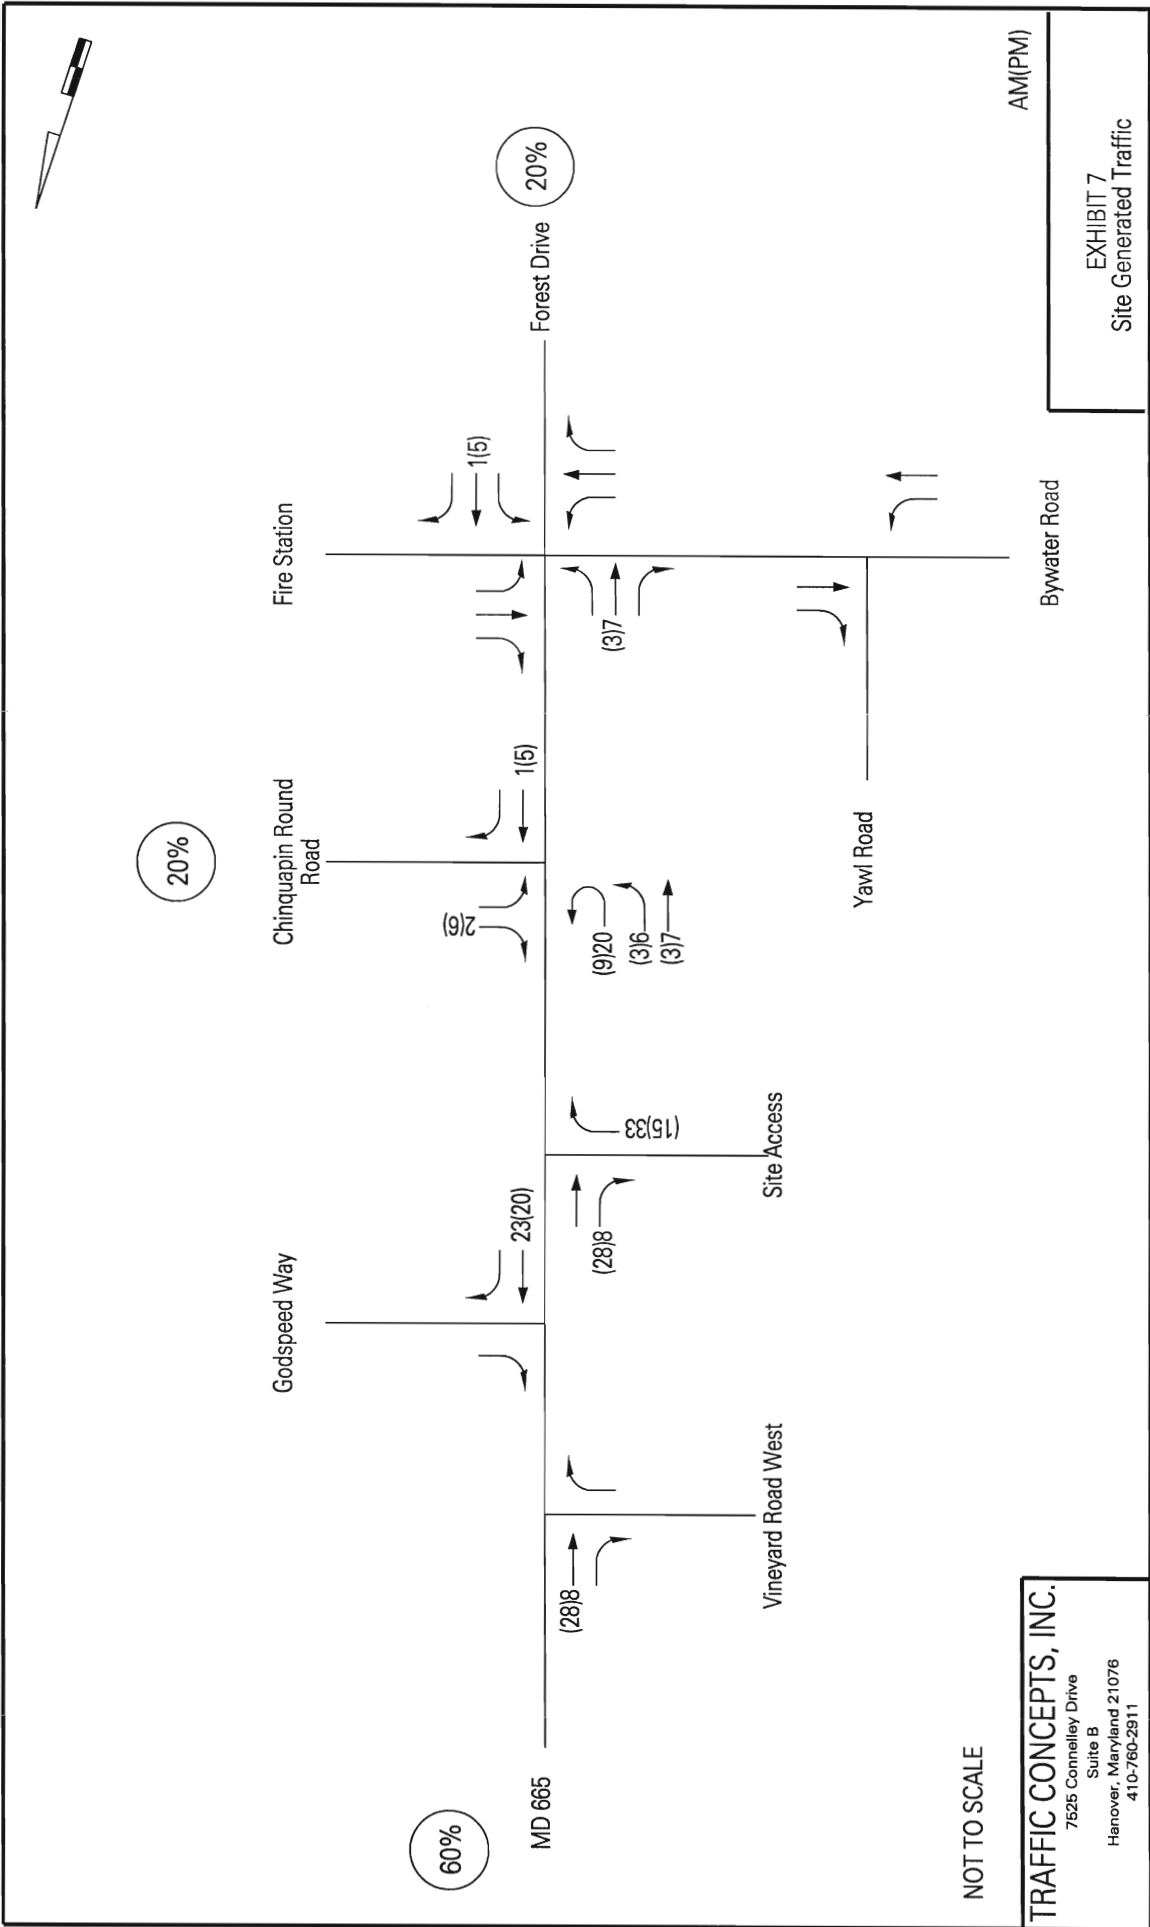 AM(PM)
EXHIBIT 7
Site Generated Traffic
20%
Forest Drive
Fire Station
1(5)
(3)7
Bywater Road
Yawl Road
20%
Chinquapin Round
Road
1(5)
2(6)
(9)20
(3)6
(3)7
Site Access
(15)33
(28)8
Godspeed Way
23(20)
Vineyard Road West
(28)8
MD 665
60%
NOT TO SCALE
TRAFFIC CONCEPTS, INC.
7525 Connelley Drive
Suite B
Hanover, Maryland 21076
410-760-2911